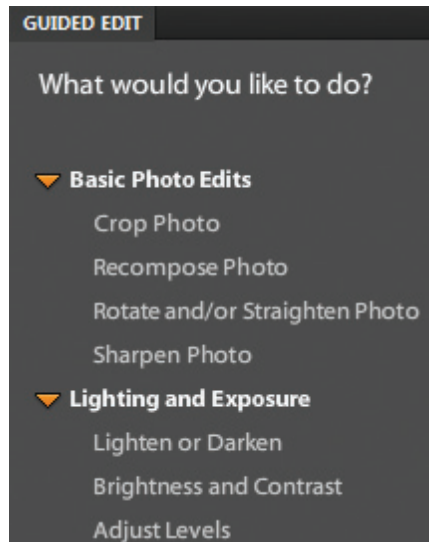 GUIDED EDIT
What would you like to do?
Basic Photo Edits
Crop Photo
Recompose Photo
Rotate and/or Straighten Photo
Sharpen Photo
Lighting and Exposure
Lighten or Darken
Brightness and Contrast
Adjust Levels